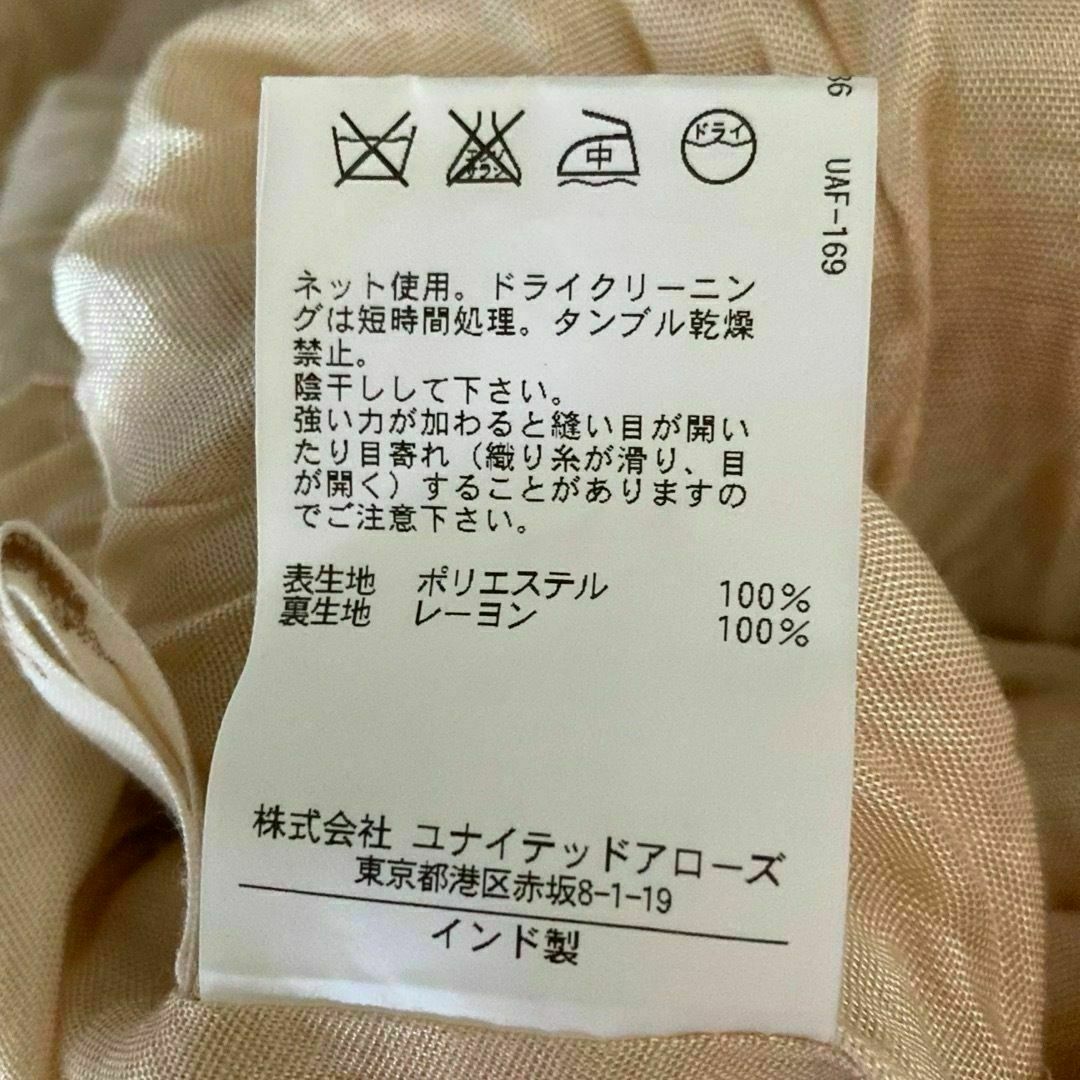 中
ドライ
36 UAF-169
ネット使用。ドライクリーニン
グは短時間処理。タンブル乾燥
禁止。
陰干しして下さい。
強い力が加わると縫い目が開い
たり目寄れ（織り糸が滑り、目
が開く）することがありますの
でご注意下さい。
表生地 ポリエステル 100%
裏生地 レーヨン 100%
株式会社 ユナイテッドアローズ
東京都港区赤坂8-1-19
インド製